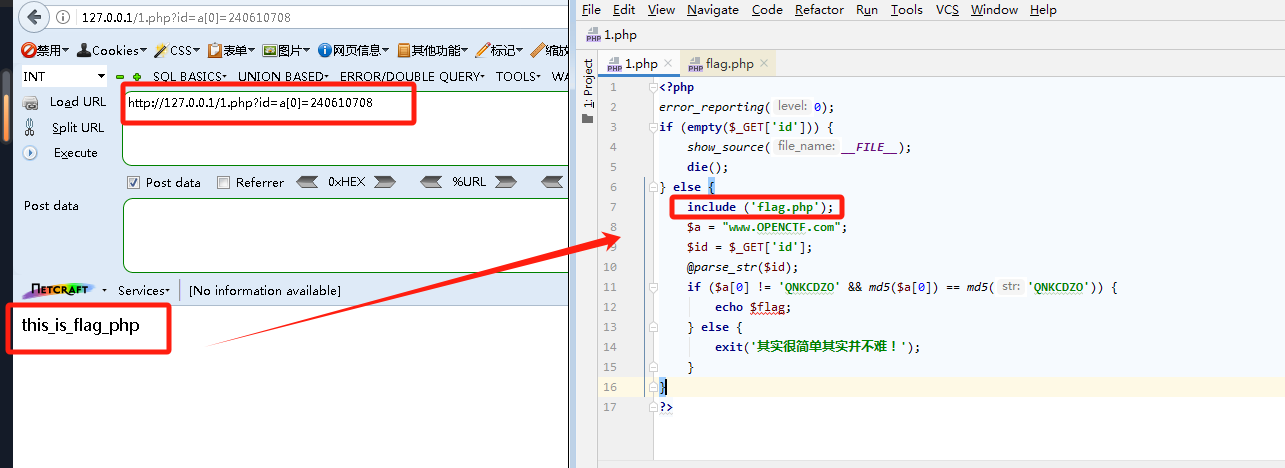 127.0.0.1/1.php?id=a[0]=240610708
禁用 Cookies CSS 表单 图片 网页信息 其他功能 标记 缩放
INT SQL BASICS UNION BASED ERROR/DOUBLE QUERY TOOLS WA
Load URL http://127.0.0.1/1.php?id=a[0]=240610708
Split URL
Execute
Post data Referrer 0xHEX %URL
Post data
NETCRAFT Services [No information available]
this_is_flag_php
File Edit View Navigate Code Refactor Run Tools VCS Window Help
1.php
1: Project
1.php flag.php
1 <?php
2 error_reporting( level: 0);
3 if (empty($_GET['id'])) {
4 show_source( file_name: __FILE__);
5 die();
6 } else {
7 include ('flag.php');
8 $a = "www.OPENCTF.com";
9 $id = $_GET['id'];
10 @parse_str($id);
11 if ($a[0] != 'QNKCDZO' && md5($a[0]) == md5( str: 'QNKCDZO')) {
12 echo $flag;
13 } else {
14 exit('其实很简单其实并不难！');
15 }
16 }
17 ?>